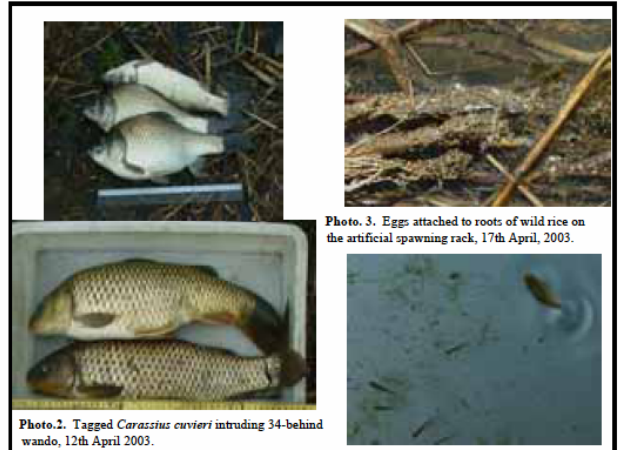 Photo. 3. Eggs attached to roots of wild rice on
the artificial spawning rack, 17th April, 2003.
Photo.2. Tagged Carassius cuvieri intruding 34-behind
wando, 12th April 2003.